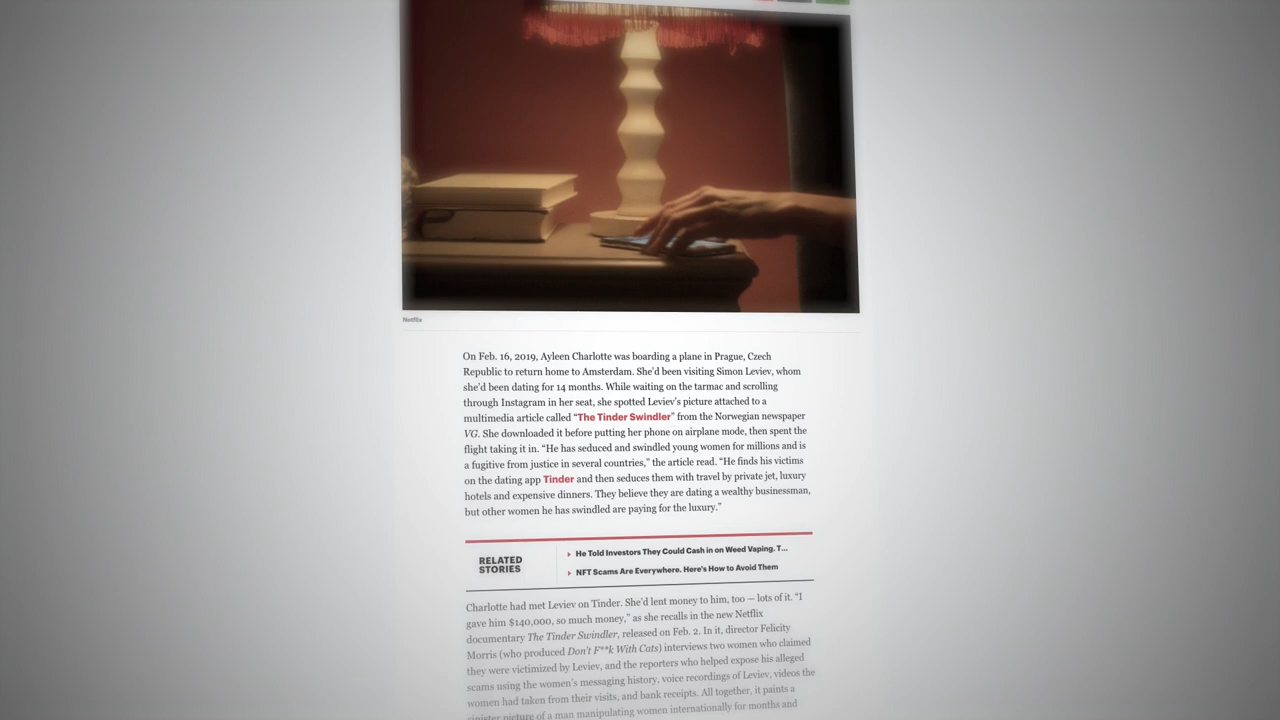 Netflix
On Feb. 16, 2019, Ayleen Charlotte was boarding a plane in Prague, Czech
Republic to return home to Amsterdam. She’d been visiting Simon Leviev, whom
she’d been dating for 14 months. While waiting on the tarmac and scrolling
through Instagram in her seat, she spotted Leviev’s picture attached to a
multimedia article called “The Tinder Swindler” from the Norwegian newspaper
VG. She downloaded it before putting her phone on airplane mode, then spent the
flight taking it in. “He has seduced and swindled young women for millions and is
a fugitive from justice in several countries,” the article read. “He finds his victims
on the dating app Tinder and then seduces them with travel by private jet, luxury
hotels and expensive dinners. They believe they are dating a wealthy businessman,
but other women he has swindled are paying for the luxury.”
RELATED
STORIES
He Told Investors They Could Cash in on Weed Vaping. T...
NFT Scams Are Everywhere. Here's How to Avoid Them
Charlotte had met Leviev on Tinder. She’d lent money to him, too — lots of it. “I
gave him $140,000, so much money,” as she recalls in the new Netflix
documentary The Tinder Swindler, released on Feb. 2. In it, director Felicity
Morris (who produced Don’t F**k With Cats) interviews two women who claimed
they were victimized by Leviev, and the reporters who helped expose his alleged
scams using the women’s messaging history, voice recordings of Leviev, videos the
women had taken from their visits, and bank receipts. All together, it paints a
sinister picture of a man manipulating women internationally for months and